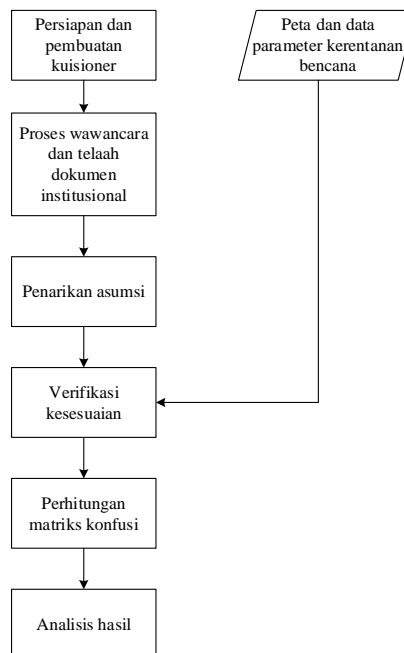 Persiapan dan
pembuatan
kuisioner
Peta dan data
parameter kerentanan
bencana
Proses wawancara
dan telaah
dokumen
institusional
Penarikan asumsi
Verifikasi
kesesuaian
Perhitungan
matriks konfusi
Analisis hasil